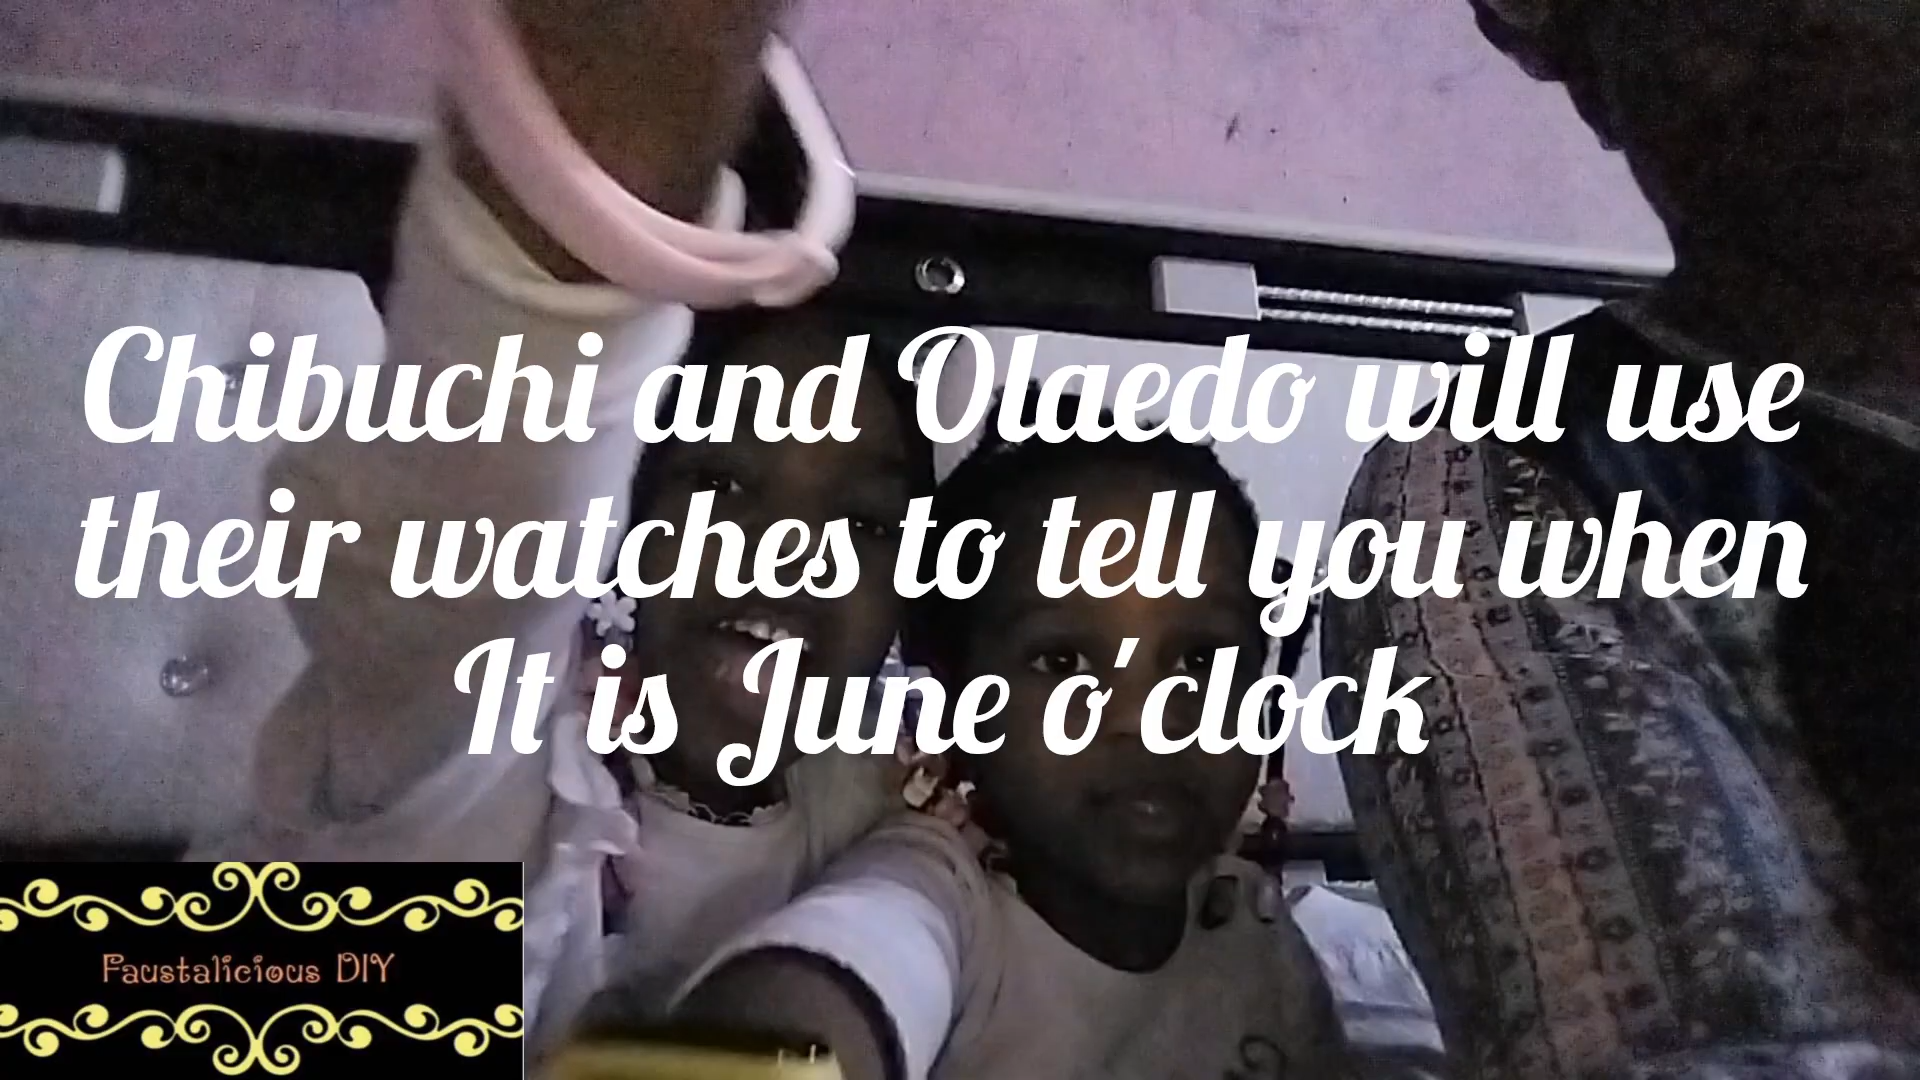 Chibuchi and Olaedo will use
their watches to tell you when
It is June o'clock
Faustalicious DIY